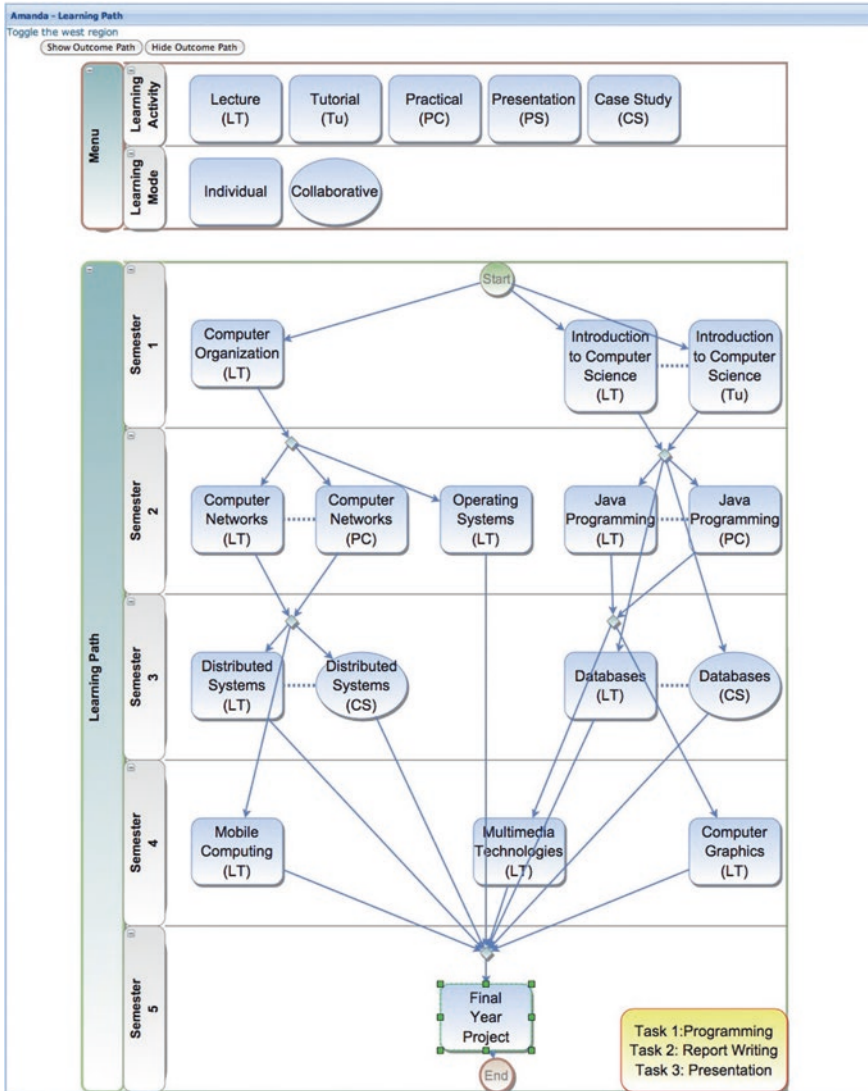 Amanda - Learning Path
Toggle the west region
Show Outcome Path Hide Outcome Path
Menu
Learning
Activity
Lecture
(LT)
Tutorial
(Tu)
Practical
(PC)
Presentation
(PS)
Case Study
(CS)
Learning
Mode
Individual
Collaborative
Learning Path
Start
Semester
1
Computer
Organization
(LT)
Introduction
to Computer
Science
(LT)
Introduction
to Computer
Science
(Tu)
Semester
2
Computer
Networks
(LT)
Computer
Networks
(PC)
Operating
Systems
(LT)
Java
Programming
(LT)
Java
Programming
(PC)
Semester
3
Distributed
Systems
(LT)
Distributed
Systems
(CS)
Databases
(LT)
Databases
(CS)
Semester
4
Mobile
Computing
(LT)
Multimedia
Technologies
(LT)
Computer
Graphics
(LT)
Semester
5
Final
Year
Project
Task 1:Programming
Task 2: Report Writing
Task 3: Presentation
End